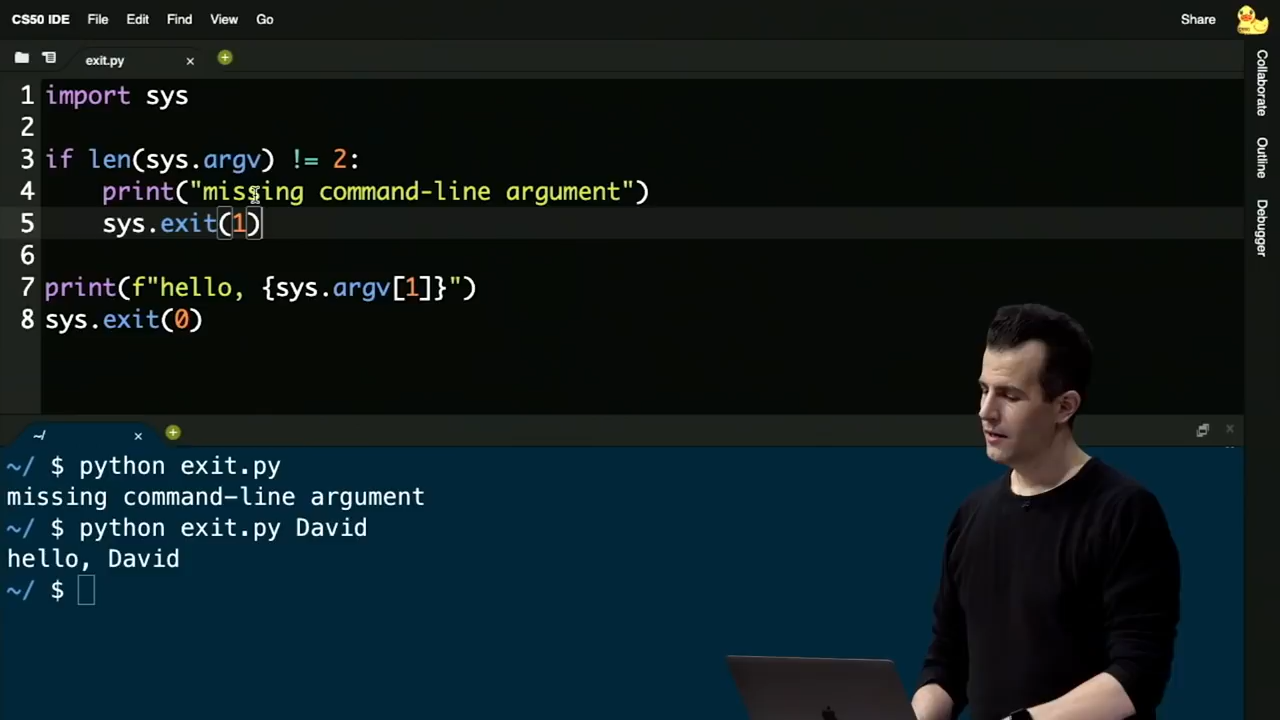 CS50 IDE File Edit Find View Go Share
exit.py
Collaborate
Outline
Debugger
1 import sys
2
3 if len(sys.argv) != 2:
4     print("missing command-line argument")
5     sys.exit(1)
6
7 print(f"hello, {sys.argv[1]}")
8 sys.exit(0)
~/
~/ $ python exit.py
missing command-line argument
~/ $ python exit.py David
hello, David
~/ $